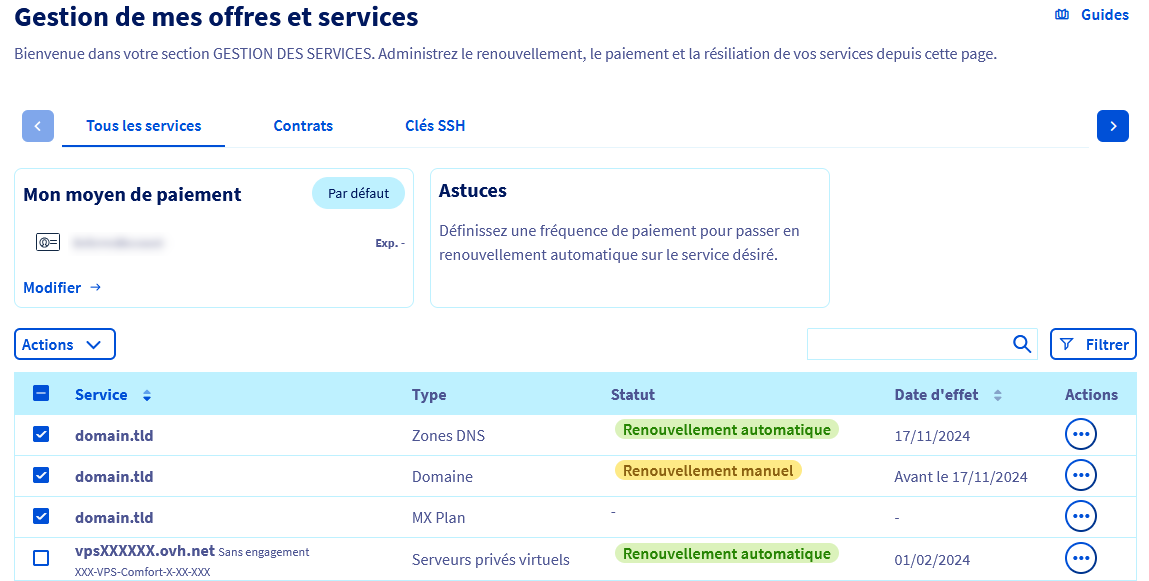 Gestion de mes offres et services
Guides
Bienvenue dans votre section GESTION DES SERVICES. Administrez le renouvellement, le paiement et la résiliation de vos services depuis cette page.
Tous les services Contrats Clés SSH
Mon moyen de paiement Par défaut
Exp. -
Modifier →
Astuces
Définissez une fréquence de paiement pour passer en
renouvellement automatique sur le service désiré.
Actions
Filtrer
Service Type Statut Date d'effet Actions
domain.tld Zones DNS Renouvellement automatique 17/11/2024
domain.tld Domaine Renouvellement manuel Avant le 17/11/2024
domain.tld MX Plan - -
vpsXXXXXX.ovh.net Sans engagement Serveurs privés virtuels Renouvellement automatique 01/02/2024
XXX-VPS-Comfort-X-XX-XXX